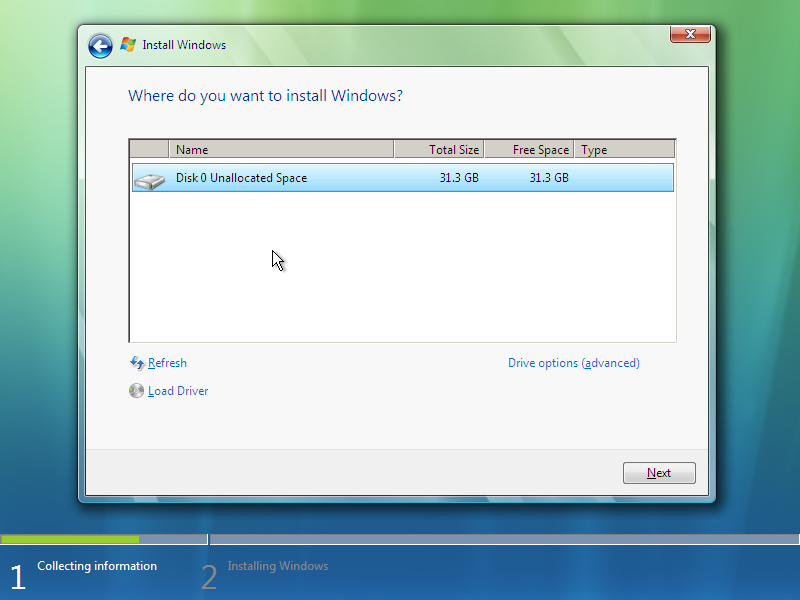 Install Windows
Where do you want to install Windows?
Name Total Size Free Space Type
Disk 0 Unallocated Space 31.3 GB 31.3 GB
Refresh Drive options (advanced)
Load Driver
Next
1 Collecting information 2 Installing Windows